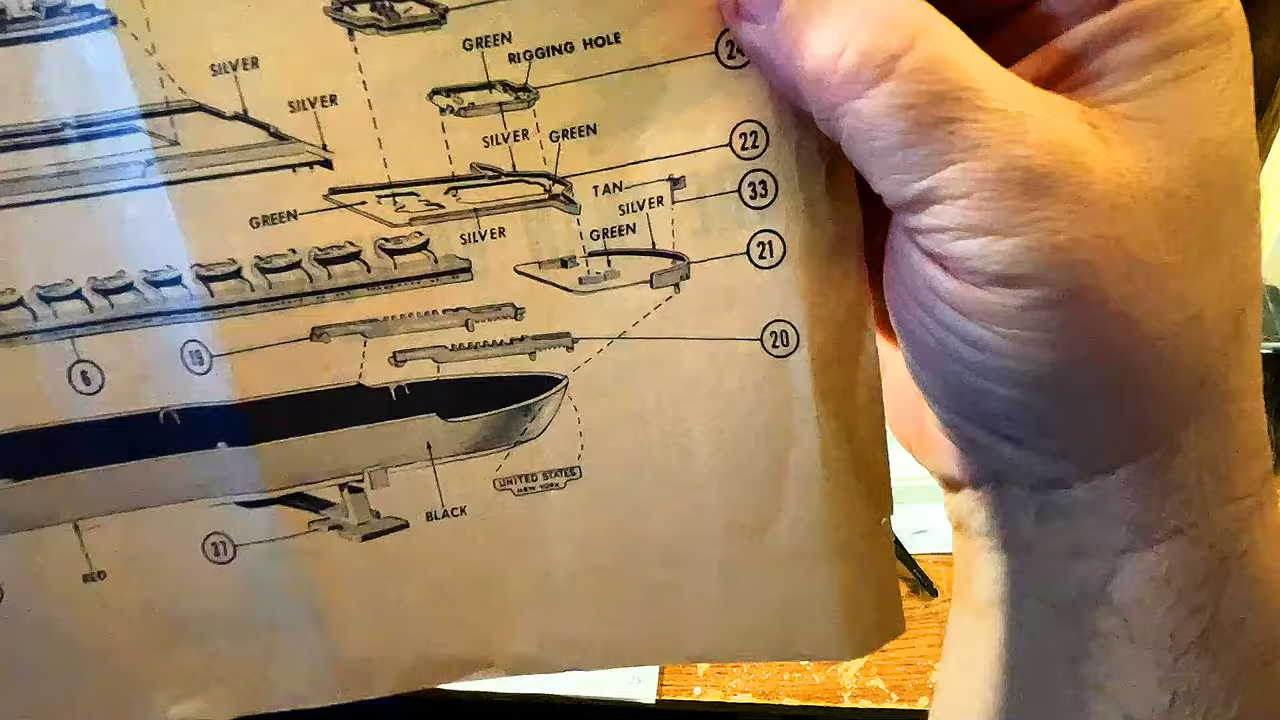 GREEN
RIGGING HOLE
SILVER
24
SILVER
SILVER
GREEN
22
TAN
33
SILVER
GREEN
GREEN
SILVER
21
6
19
20
UNITED STATES
NEW YORK
BLACK
37
RED